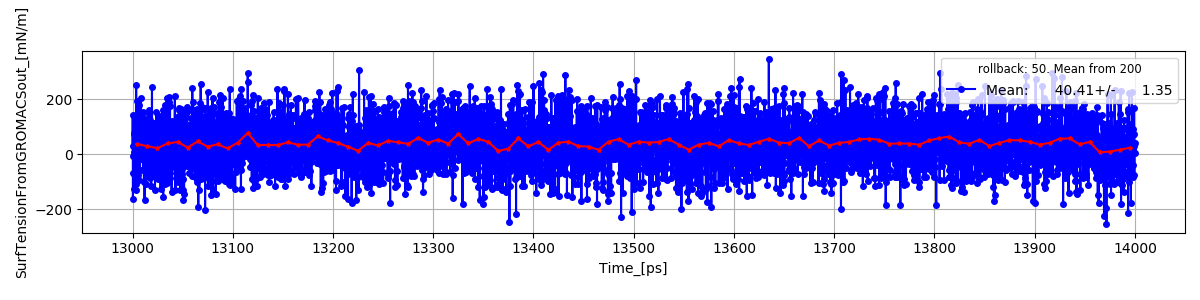 SurfTensionFromGROMACSout_[mN/m]
200
0
−200
13000 13100 13200 13300 13400 13500 13600 13700 13800 13900 14000
Time_[ps]
rollback: 50. Mean from 200
Mean: 40.41+/- 1.35